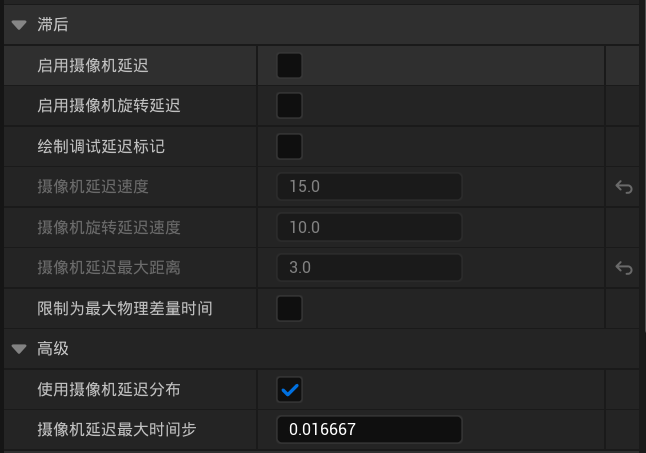 滞后
启用摄像机延迟
启用摄像机旋转延迟
绘制调试延迟标记
摄像机延迟速度 15.0
摄像机旋转延迟速度 10.0
摄像机延迟最大距离 3.0
限制为最大物理差量时间
高级
使用摄像机延迟分布
摄像机延迟最大时间步 0.016667